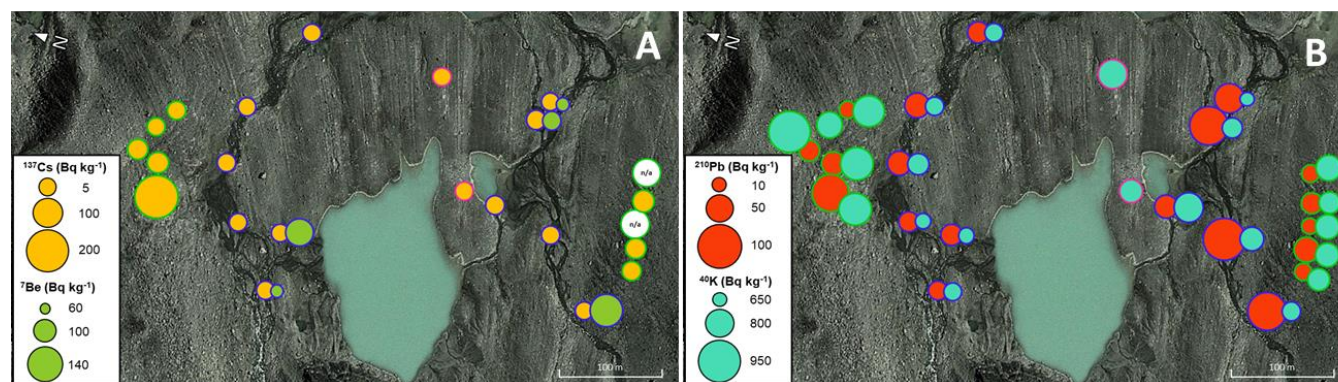 N
A
n/a
n/a
¹³⁷Cs (Bq kg⁻¹)
5
100
200
⁷Be (Bq kg⁻¹)
60
100
140
100 m
N
B
²¹⁰Pb (Bq kg⁻¹)
10
50
100
⁴⁰K (Bq kg⁻¹)
650
800
950
100 m